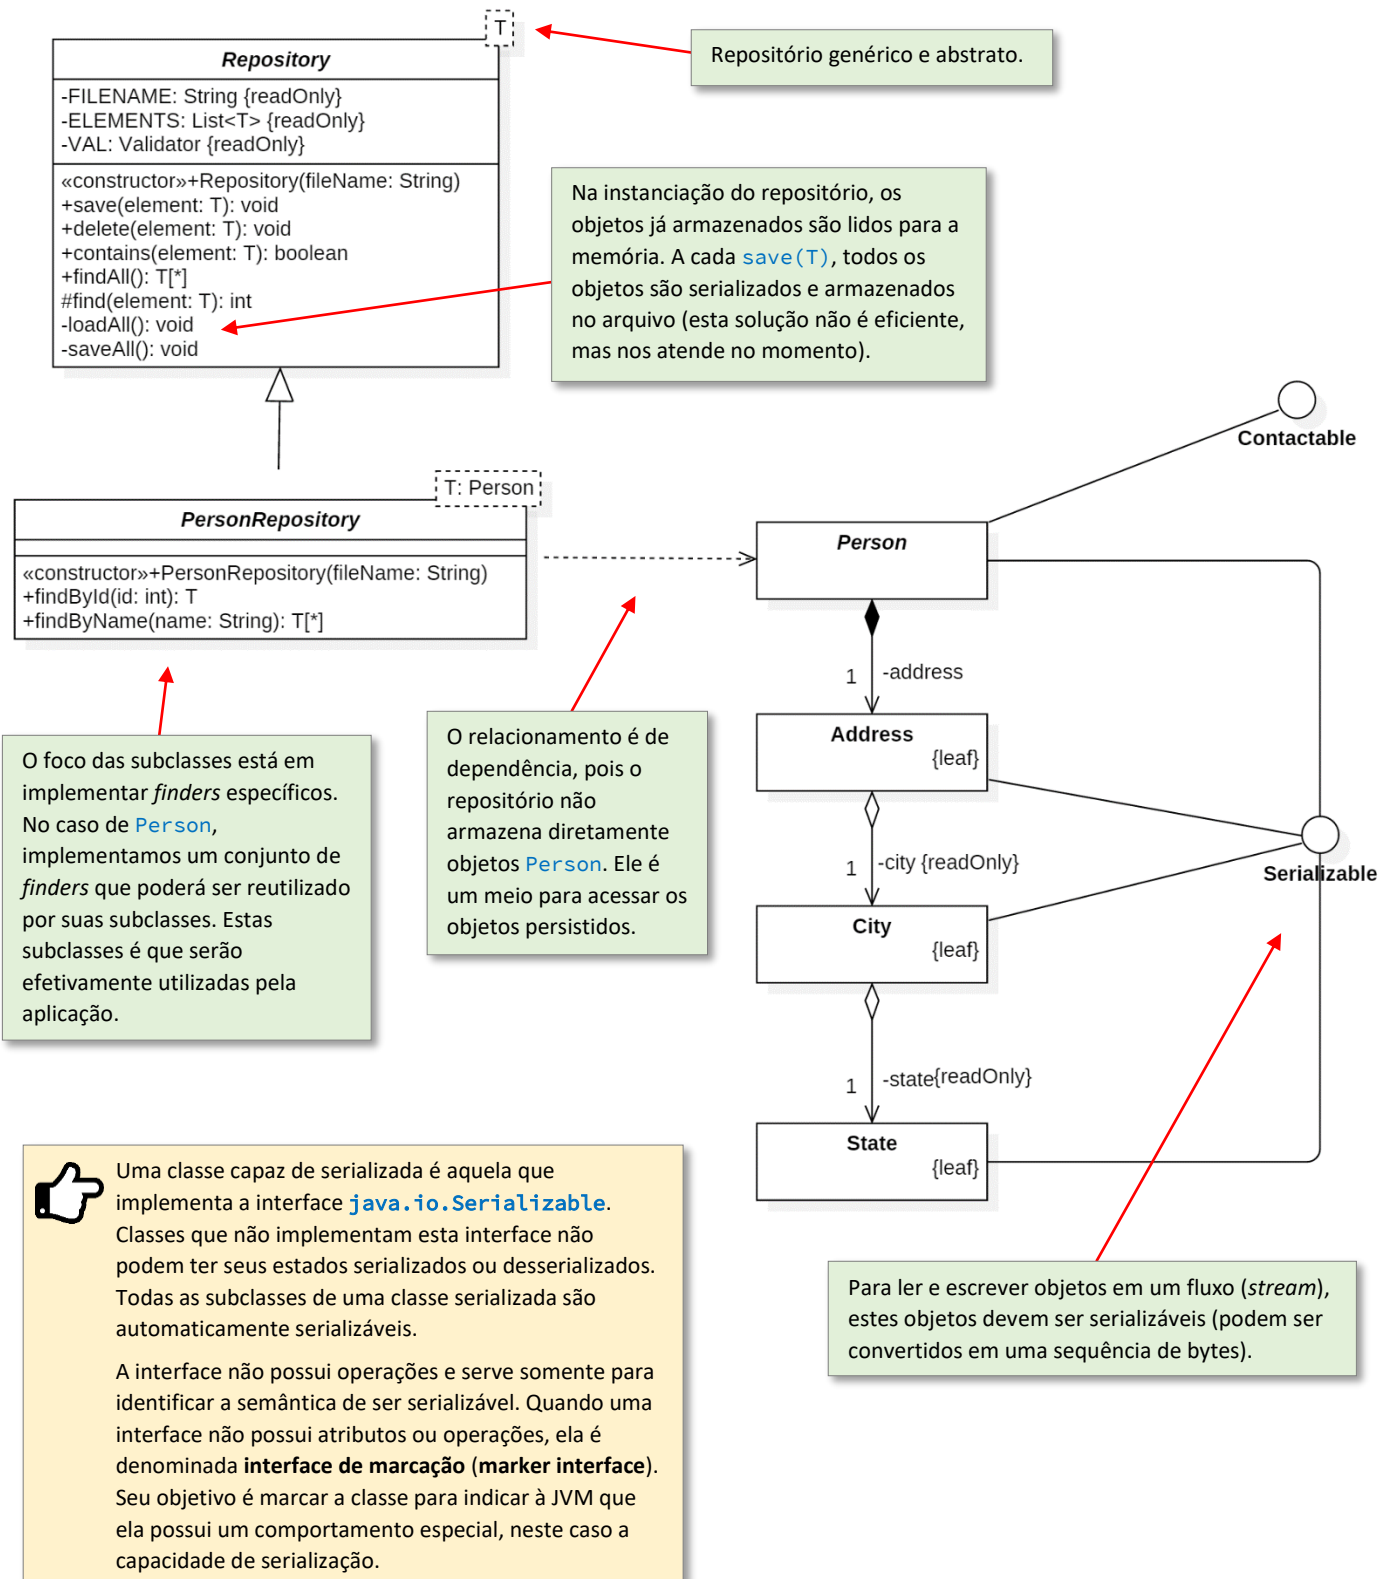 T
Repository
-FILENAME: String {readOnly}
-ELEMENTS: List<T> {readOnly}
-VAL: Validator {readOnly}
«constructor»+Repository(fileName: String)
+save(element: T): void
+delete(element: T): void
+contains(element: T): boolean
+findAll(): T[*]
#find(element: T): int
-loadAll(): void
-saveAll(): void
Repositório genérico e abstrato.
Na instanciação do repositório, os
objetos já armazenados são lidos para a
memória. A cada save(T), todos os
objetos são serializados e armazenados
no arquivo (esta solução não é eficiente,
mas nos atende no momento).
Contactable
T: Person
PersonRepository
«constructor»+PersonRepository(fileName: String)
+findById(id: int): T
+findByName(name: String): T[*]
Person
1
-address
Address
{leaf}
1
-city {readOnly}
City
{leaf}
1
-state{readOnly}
State
{leaf}
Serializable
O foco das subclasses está em
implementar finders específicos.
No caso de Person,
implementamos um conjunto de
finders que poderá ser reutilizado
por suas subclasses. Estas
subclasses é que serão
efetivamente utilizadas pela
aplicação.
O relacionamento é de
dependência, pois o
repositório não
armazena diretamente
objetos Person. Ele é
um meio para acessar os
objetos persistidos.
Uma classe capaz de serializada é aquela que
implementa a interface java.io.Serializable.
Classes que não implementam esta interface não
podem ter seus estados serializados ou desserializados.
Todas as subclasses de uma classe serializada são
automaticamente serializáveis.
A interface não possui operações e serve somente para
identificar a semântica de ser serializável. Quando uma
interface não possui atributos ou operações, ela é
denominada interface de marcação (marker interface).
Seu objetivo é marcar a classe para indicar à JVM que
ela possui um comportamento especial, neste caso a
capacidade de serialização.
Para ler e escrever objetos em um fluxo (stream),
estes objetos devem ser serializáveis (podem ser
convertidos em uma sequência de bytes).